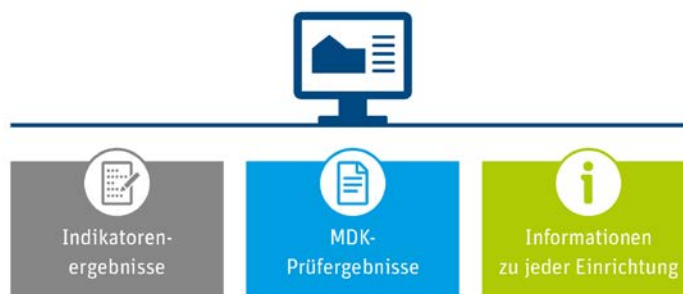 Indikatoren-
ergebnisse
MDK-
Prüfergebnisse
Informationen
zu jeder Einrichtung